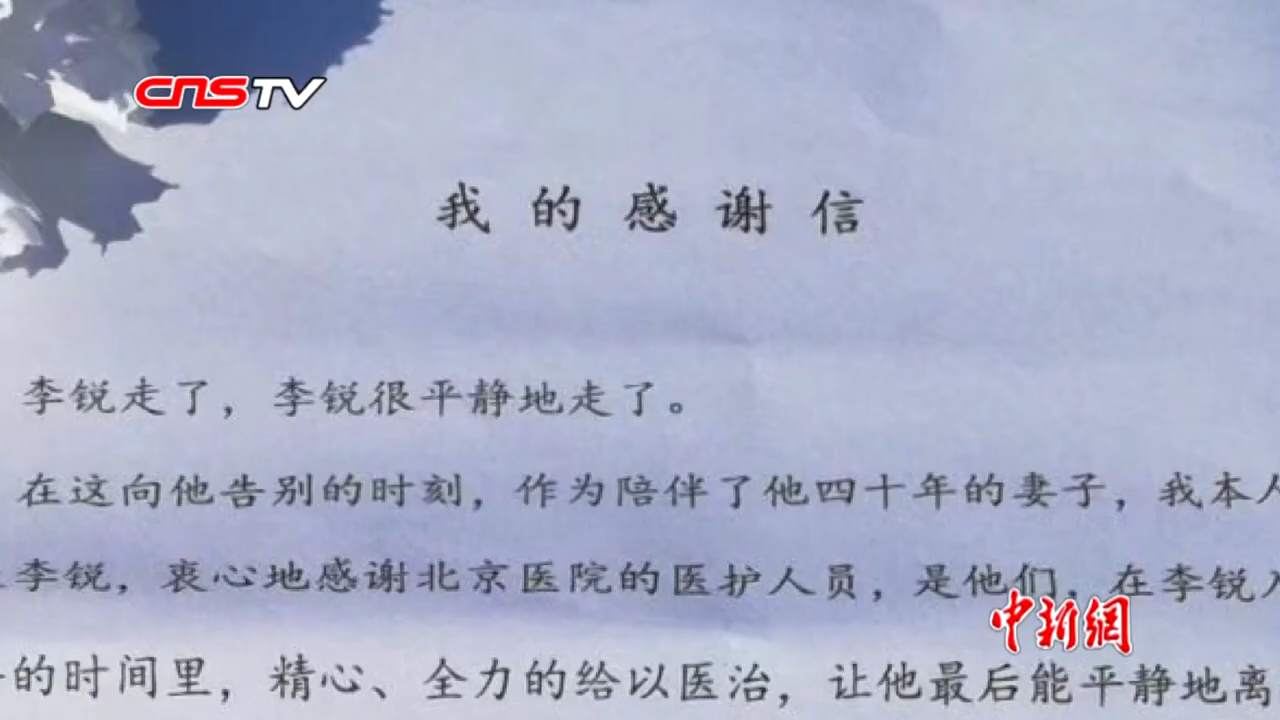 CNSTV
我的感谢信
李锐走了，李锐很平静地走了。
在这向他告别的时刻，作为陪伴了他四十年的妻子，我本人
李锐，衷心地感谢北京医院的医护人员，是他们，在李锐入
中新網
的时间里，精心、全力的给以医治，让他最后能平静地离